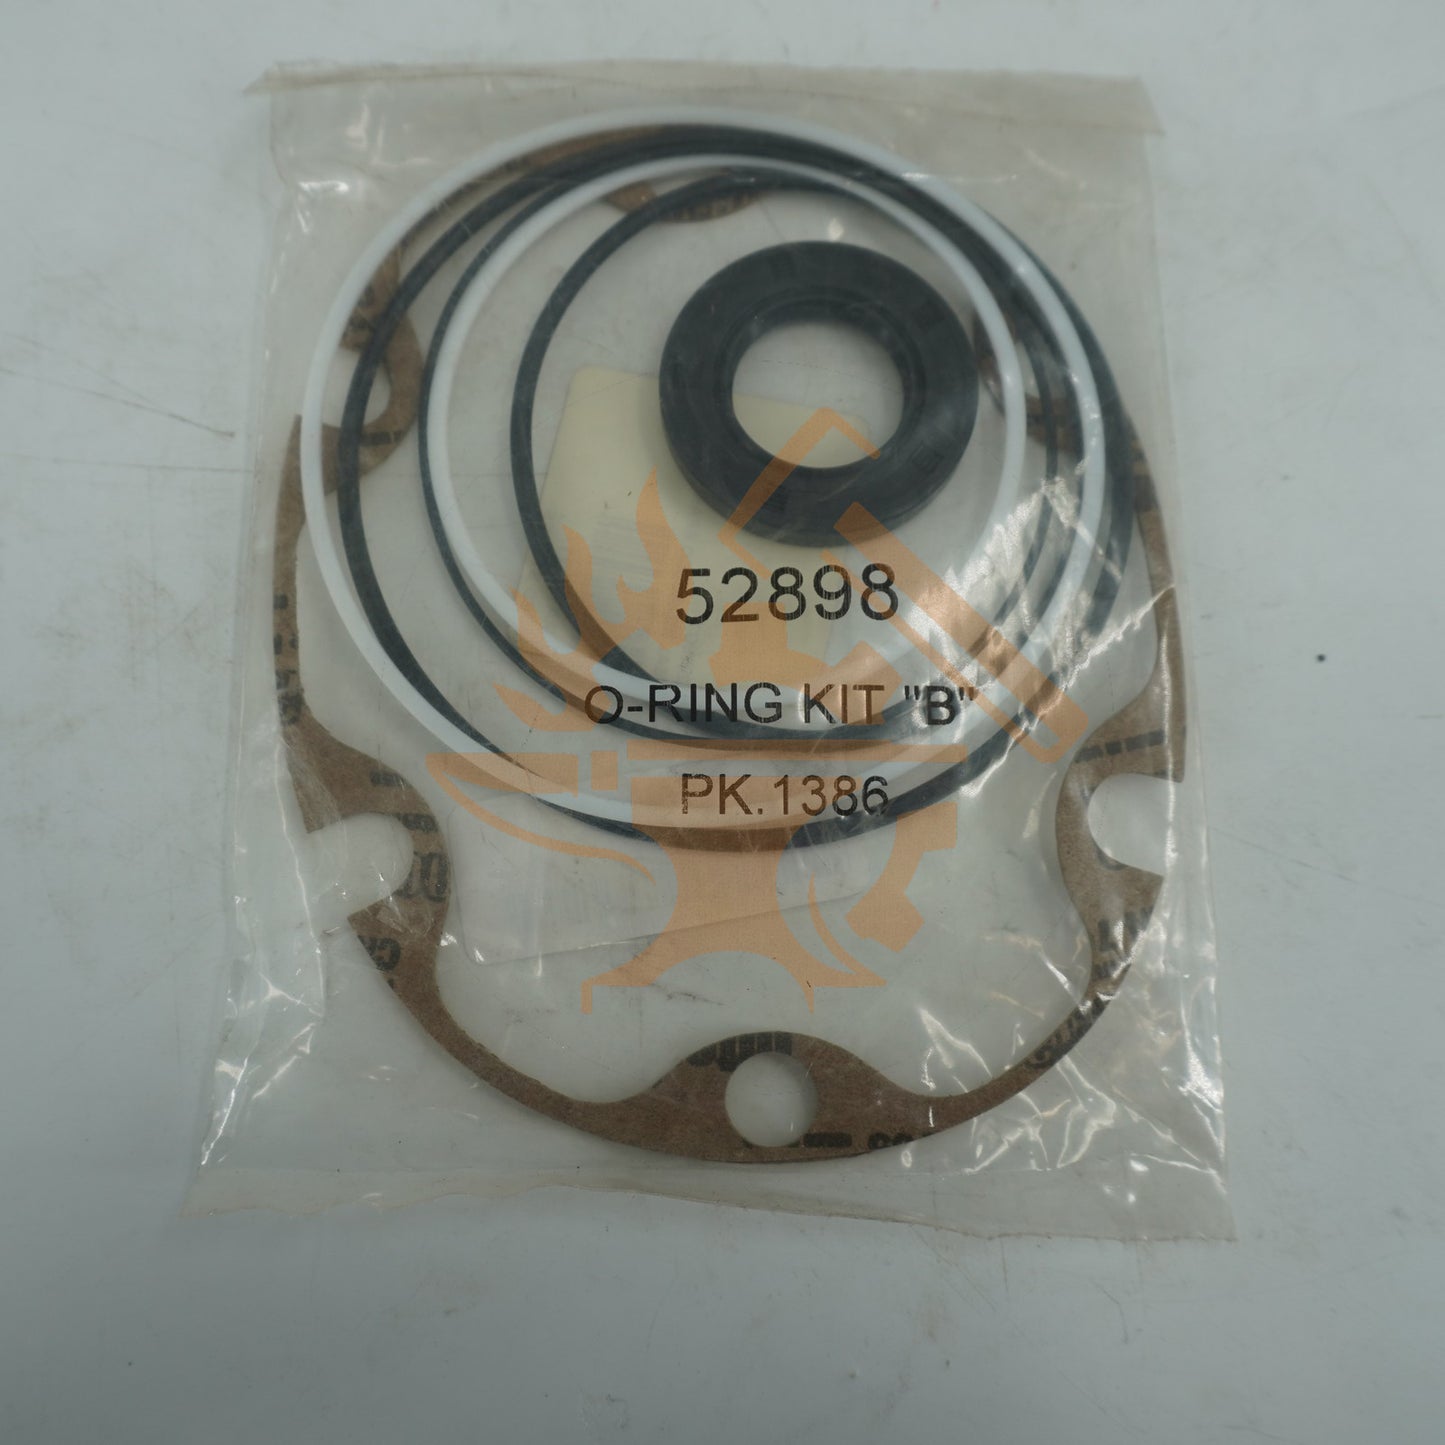 52898
O-RING KIT "B"
PK.1386